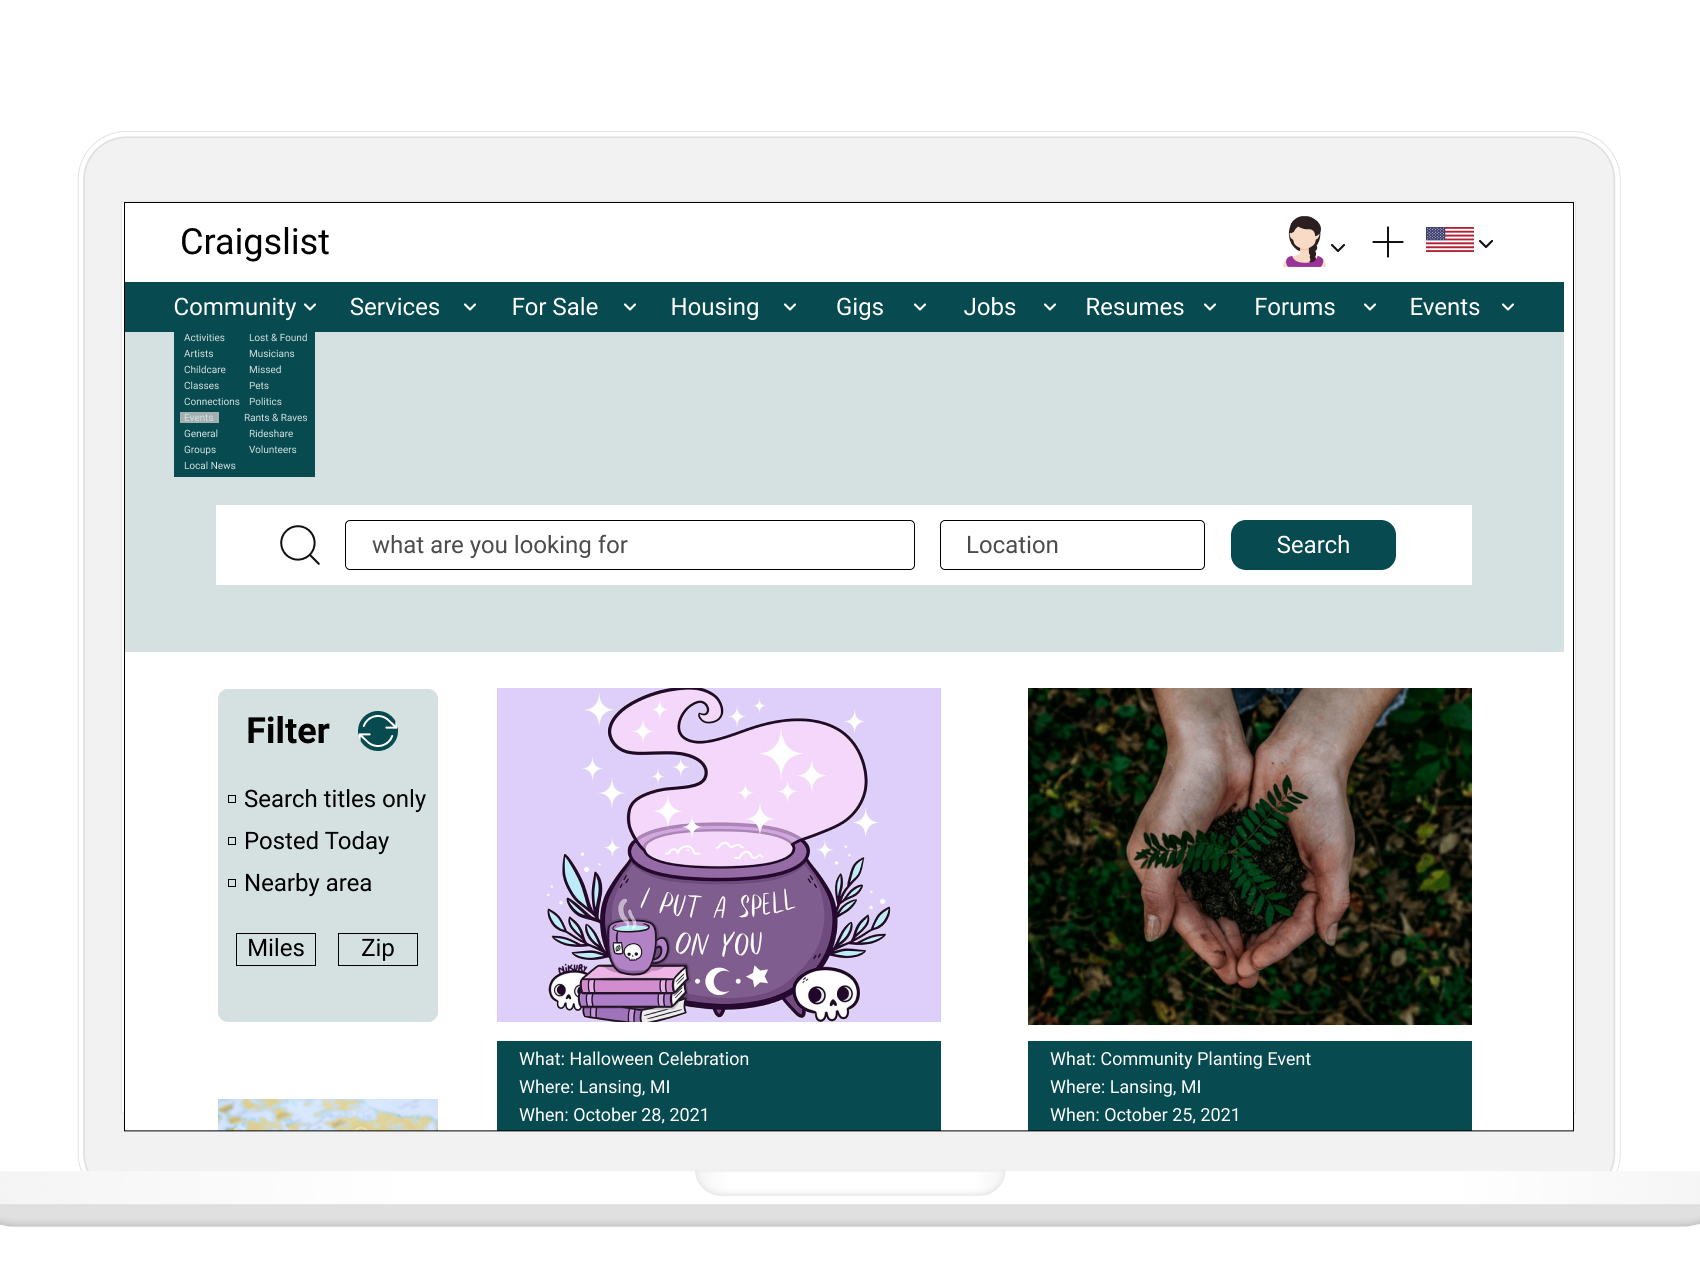 Craigslist
Community Services For Sale Housing Gigs Jobs Resumes Forums Events
Activities Lost & Found
Artists Musicians
Childcare Missed
Classes Pets
Connections Politics
Events Rants & Raves
General Rideshare
Groups Volunteers
Local News
what are you looking for Location Search
Filter
Search titles only
Posted Today
Nearby area
Miles Zip
I PUT A SPELL
ON YOU
NIKURY
What: Halloween Celebration
Where: Lansing, MI
When: October 28, 2021
What: Community Planting Event
Where: Lansing, MI
When: October 25, 2021